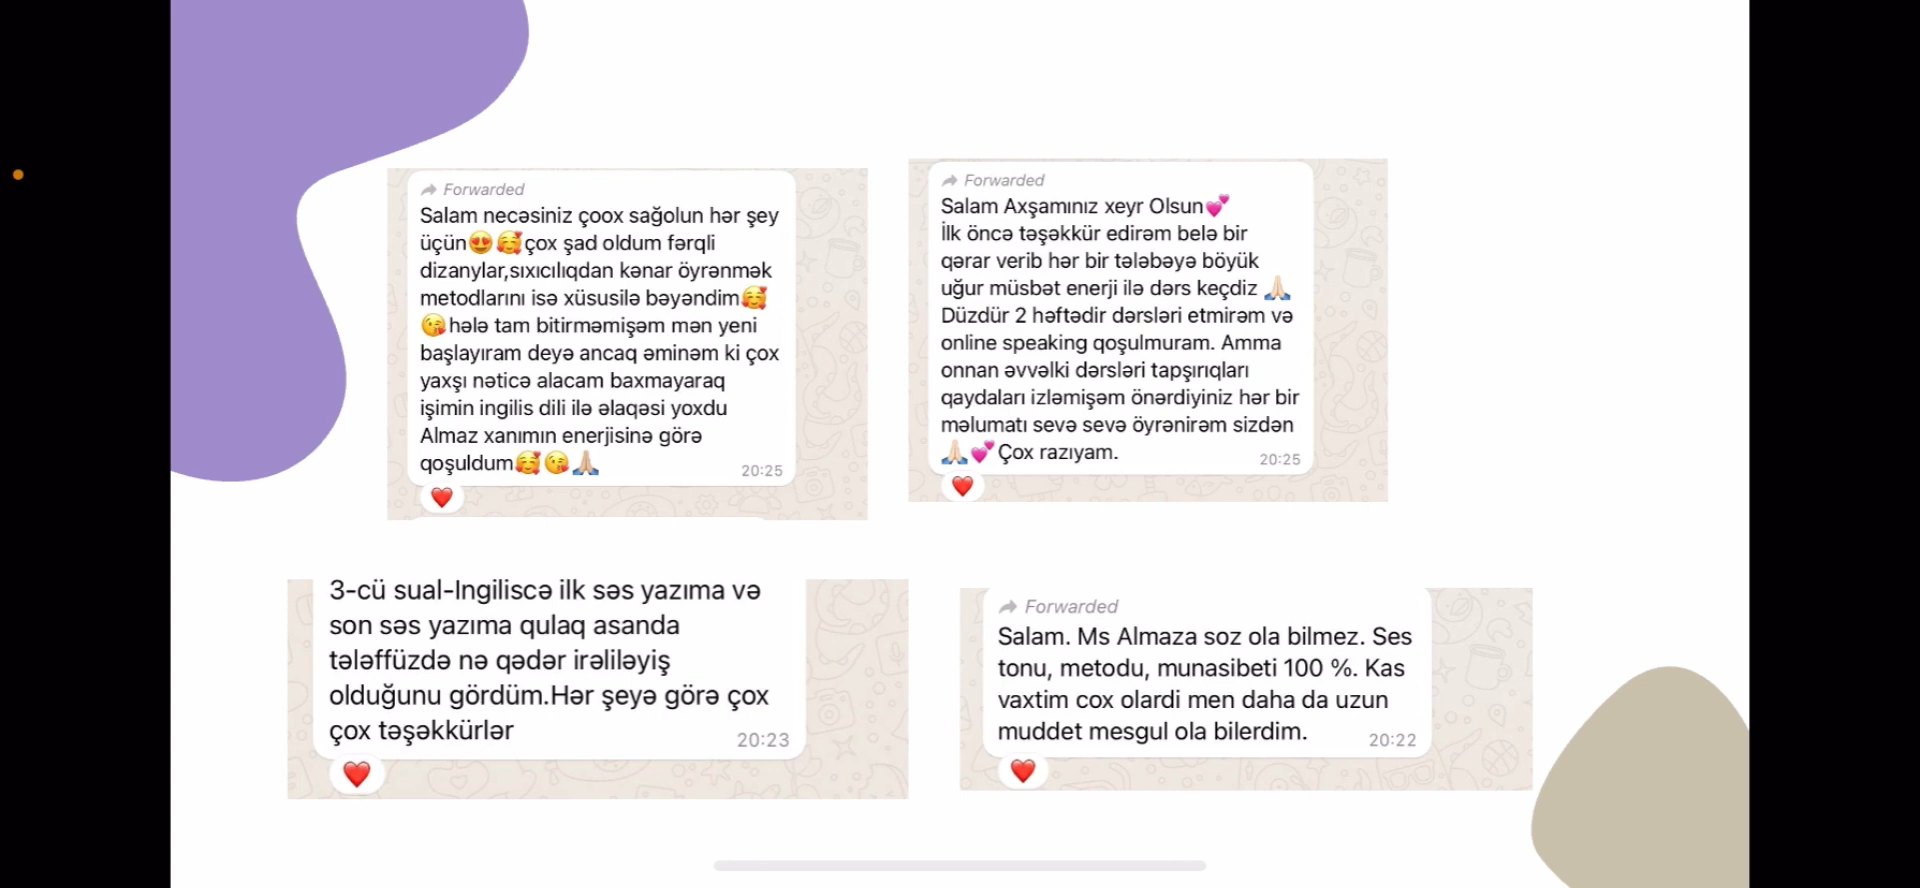 Forwarded
Salam necəsiniz çoox sağolun hər şey
üçün😍🥰çox şad oldum fərqli
dizanylar,sıxıcılıqdan kənar öyrənmək
metodlarını isə xüsusilə bəyəndim🥰
😘hələ tam bitirməmişəm mən yeni
başlayıram deyə ancaq əminəm ki çox
yaxşı nəticə alacam baxmayaraq
işimin ingilis dili ilə əlaqəsi yoxdu
Almaz xanımın enerjisinə görə
qoşuldum🥰😘🙏🏼
20:25
❤️
Forwarded
Salam Axşamınız xeyr Olsun💕
İlk öncə təşəkkür edirəm belə bir
qərar verib hər bir tələbəyə böyük
uğur müsbət enerji ilə dərs keçdiz 🙏🏻
Düzdür 2 həftədir dərsləri etmirəm və
online speaking qoşulmuram. Amma
onnan əvvəlki dərsləri tapşırıqları
qaydaları izləmişəm önərdiyiniz hər bir
məlumatı sevə sevə öyrənirəm sizdən
🙏🏻💕Çox razıyam.
20:25
❤️
3-cü sual-Ingiliscə ilk səs yazıma və
son səs yazıma qulaq asanda
tələffüzdə nə qədər irəliləyiş
olduğunu gördüm.Hər şeyə görə çox
çox təşəkkürlər
20:23
❤️
Forwarded
Salam. Ms Almaza soz ola bilmez. Ses
tonu, metodu, munasibeti 100 %. Kas
vaxtim cox olardi men daha da uzun
muddet mesgul ola bilerdim.
20:22
❤️